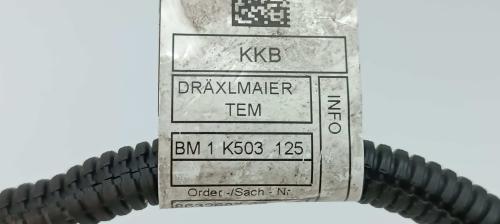 KKB
DRÄXLMAIER
TEM
INFO
BM 1 K503 125
Order -/Sach - Nr.